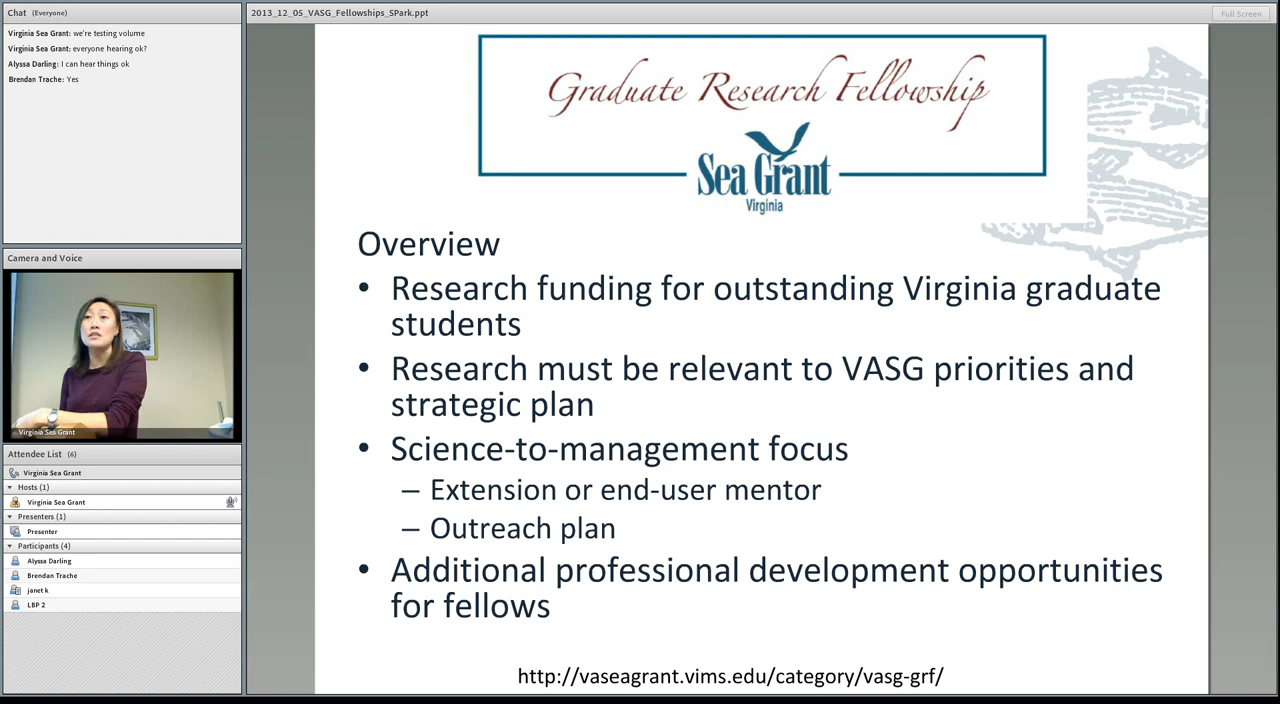 Chat (Everyone)
Virginia Sea Grant: we're testing volume
Virginia Sea Grant: everyone hearing ok?
Alyssa Darling: I can hear things ok
Brendan Trache: Yes
Camera and Voice
Virginia Sea Grant
Attendee List (6)
Virginia Sea Grant
Hosts (1)
Virginia Sea Grant
Presenters (1)
Presenter
Participants (4)
Alyssa Darling
Brendan Trache
janet k
LBP 2
2013_12_05_VASG_Fellowships_SPark.ppt
Full Screen
Graduate Research Fellowship
Sea Grant
Virginia
Overview
• Research funding for outstanding Virginia graduate
students
• Research must be relevant to VASG priorities and
strategic plan
• Science-to-management focus
– Extension or end-user mentor
– Outreach plan
• Additional professional development opportunities
for fellows
http://vaseagrant.vims.edu/category/vasg-grf/